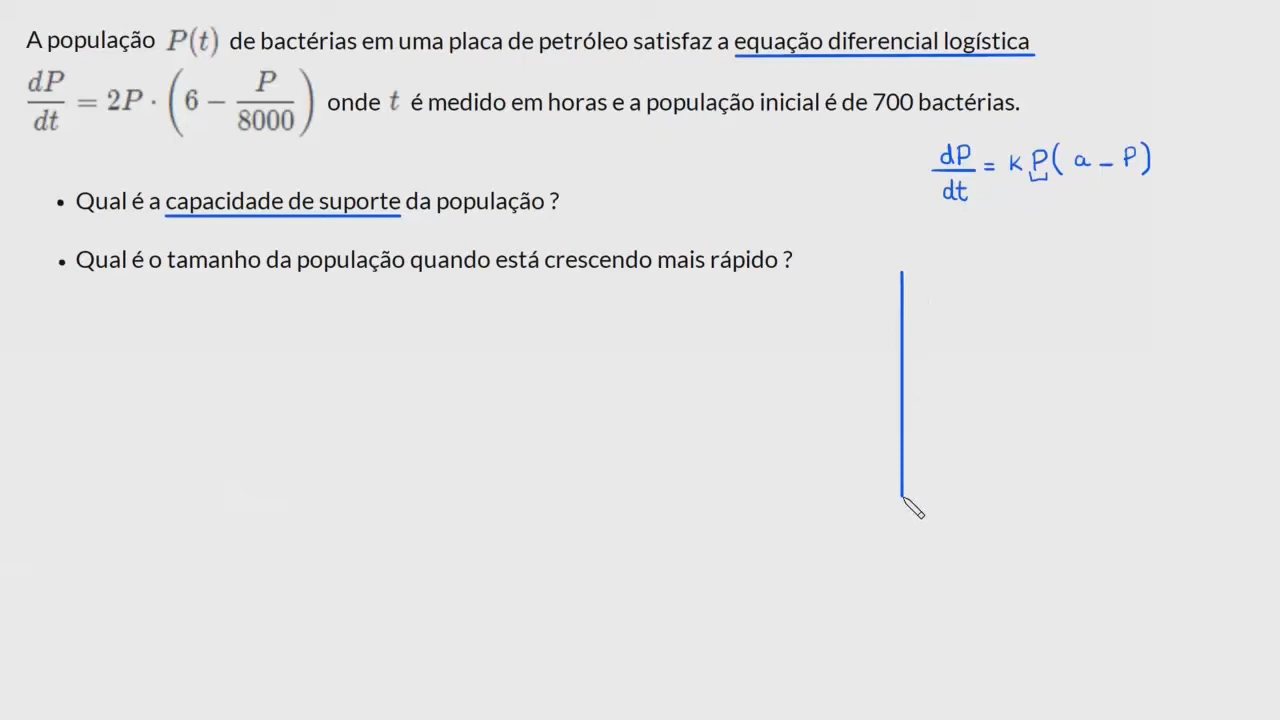 A população P(t) de bactérias em uma placa de petróleo satisfaz a equação diferencial logística
dP/dt = 2P · (6 − P/8000) onde t é medido em horas e a população inicial é de 700 bactérias.
dP/dt = K P( a − P)
• Qual é a capacidade de suporte da população ?
• Qual é o tamanho da população quando está crescendo mais rápido ?